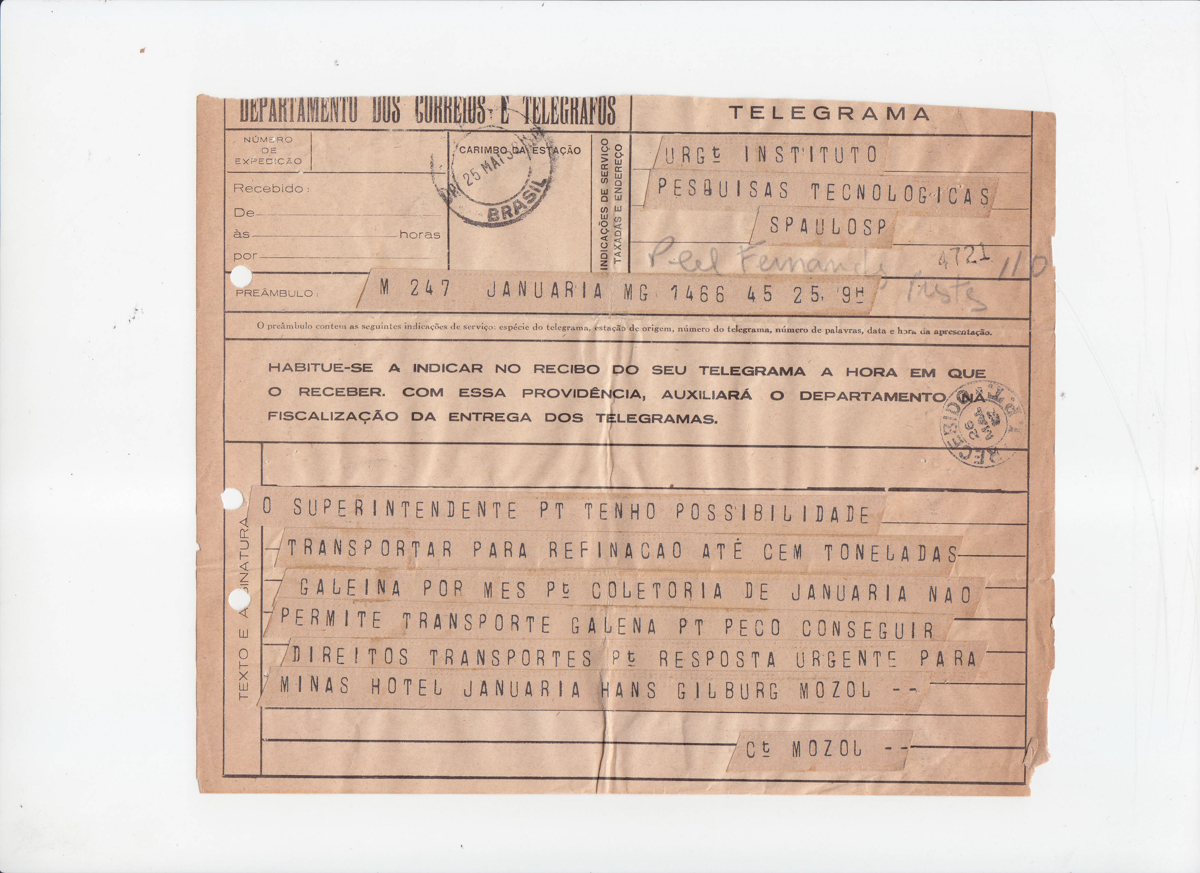 DEPARTAMENTO DOS CORREIOS E TELEGRAFOS
TELEGRAMA
NÚMERO
DE
EXPEDIÇÃO
CARIMBO DA ESTAÇÃO
25 MAI
BRASIL
INDICAÇÕES DE SERVIÇO
TAXADAS E ENDEREÇO
Recebido:
De
às horas
por
URGt INSTITUTO
PESQUISAS TECNOLOGICAS
SPAULOSP
4721
110
PREÂMBULO:
M 247 JANUARIA MG 1466 45 25 9H
O preâmbulo contem as seguintes indicações de serviço: espécie do telegrama, estação de origem, número do telegrama, número de palavras, data e hora da apresentação.
HABITUE-SE A INDICAR NO RECIBO DO SEU TELEGRAMA A HORA EM QUE
O RECEBER. COM ESSA PROVIDÊNCIA, AUXILIARÁ O DEPARTAMENTO NA
FISCALIZAÇÃO DA ENTREGA DOS TELEGRAMAS.
RECEBIDO
26
TEXTO E ASSINATURA
O SUPERINTENDENTE PT TENHO POSSIBILIDADE
TRANSPORTAR PARA REFINACAO ATÉ CEM TONELADAS
GALEINA POR MES Pt COLETORIA DE JANUARIA NAO
PERMITE TRANSPORTE GALENA PT PECO CONSEGUIR
DIREITOS TRANSPORTES Pt RESPOSTA URGENTE PARA
MINAS HOTEL JANUARIA HANS GILBURG MOZOL --
Ct MOZOL --